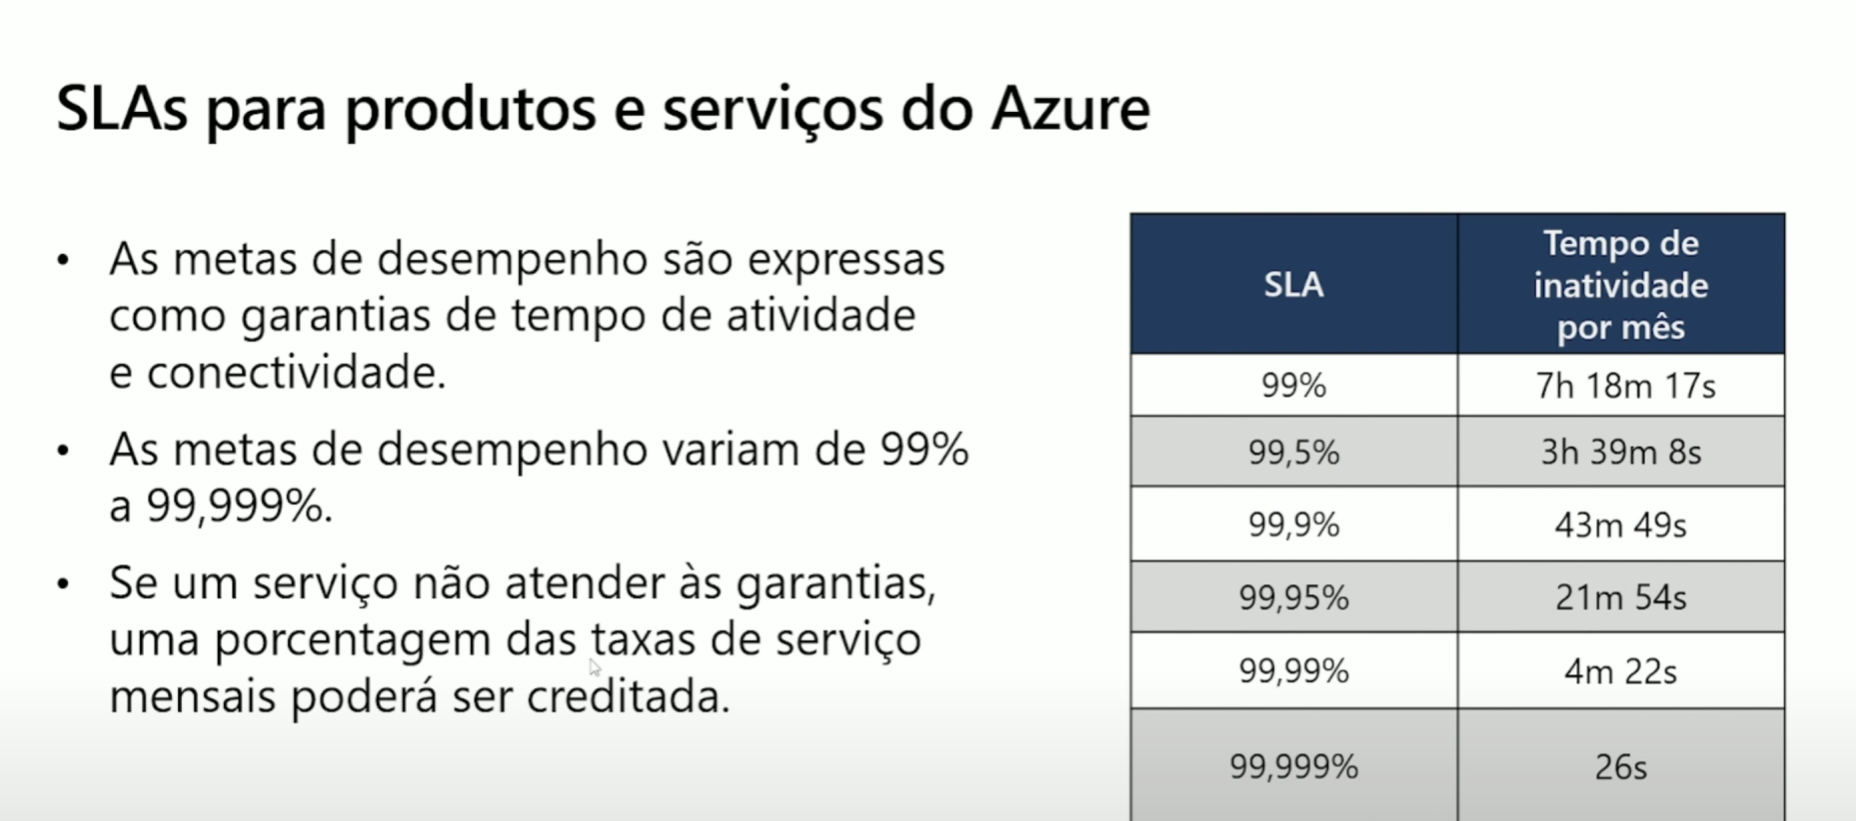 SLAs para produtos e serviços do Azure
• As metas de desempenho são expressas
como garantias de tempo de atividade
e conectividade.
• As metas de desempenho variam de 99%
a 99,999%.
• Se um serviço não atender às garantias,
uma porcentagem das taxas de serviço
mensais poderá ser creditada.
SLA
Tempo de
inatividade
por mês
99% 7h 18m 17s
99,5% 3h 39m 8s
99,9% 43m 49s
99,95% 21m 54s
99,99% 4m 22s
99,999% 26s